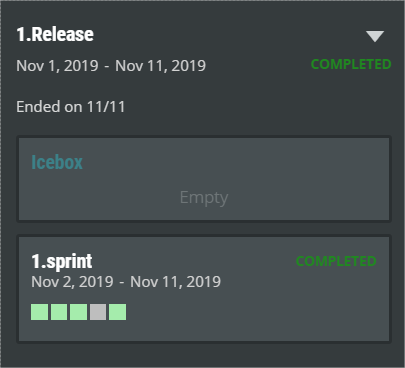 1.Release
Nov 1, 2019 - Nov 11, 2019
COMPLETED
Ended on 11/11
Icebox
Empty
1.sprint
COMPLETED
Nov 2, 2019 - Nov 11, 2019